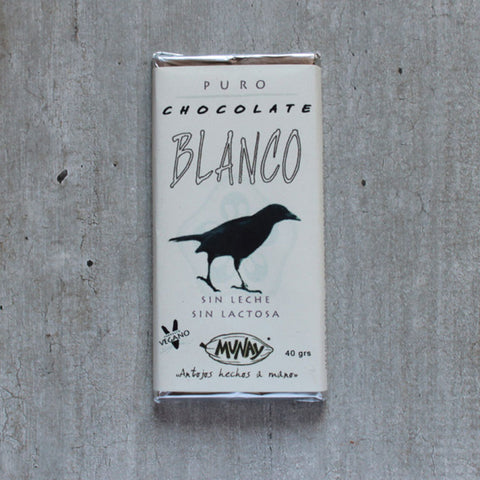 PURO
CHOCOLATE
BLANCO
SIN LECHE
SIN LACTOSA
VEGANO
MUNAY
40 grs
"Antojos hechos a mano"